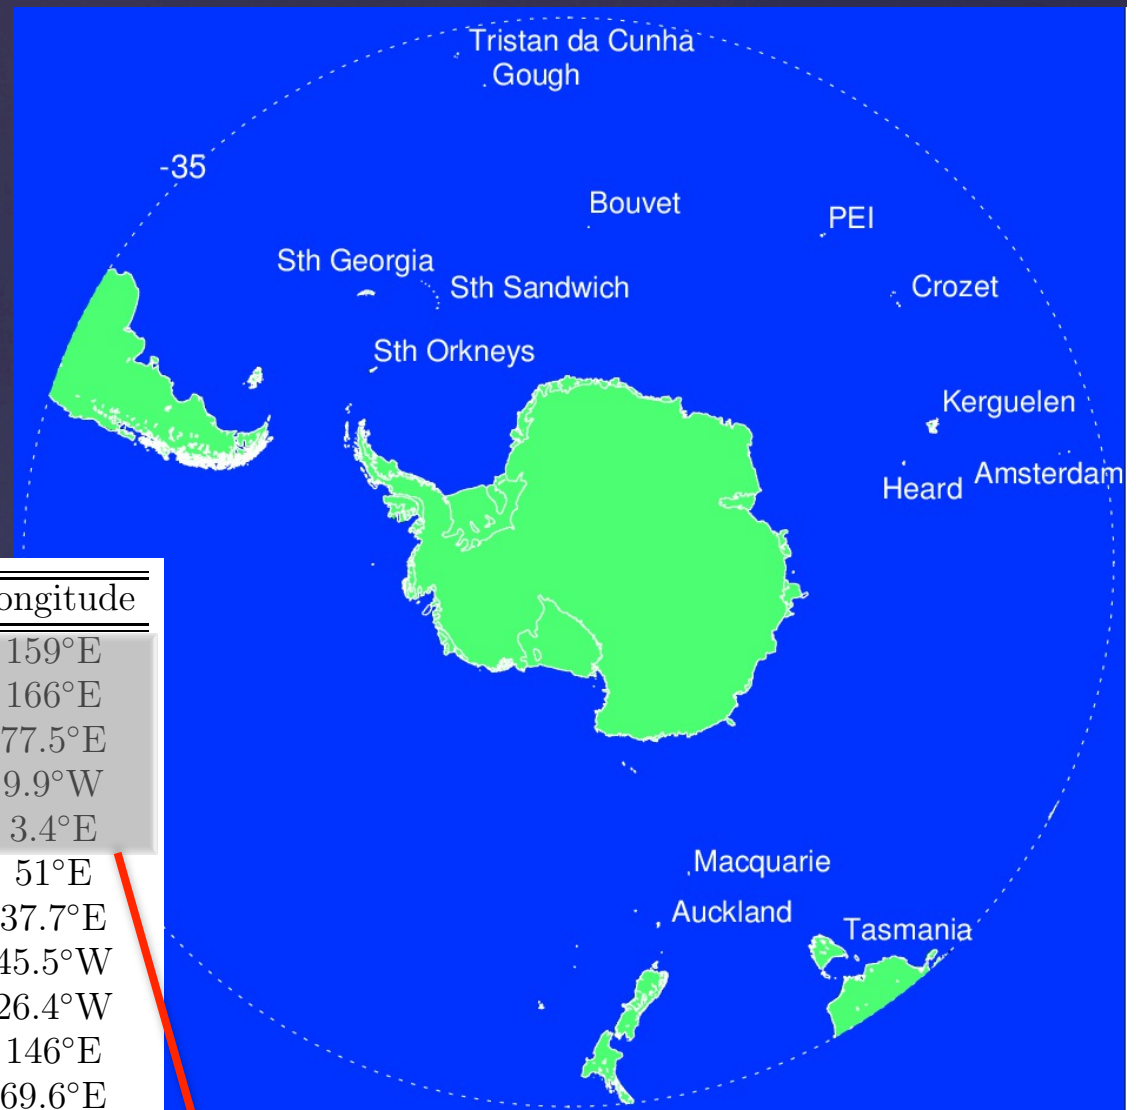 Tristan da Cunha
Gough
-35
Bouvet
PEI
Sth Georgia
Sth Sandwich
Crozet
Sth Orkneys
Kerguelen
Amsterdam
Heard
ongitude
159°E
166°E
77.5°E
9.9°W
3.4°E
51°E
37.7°E
45.5°W
26.4°W
146°E
69.6°E
Macquarie
Auckland
Tasmania